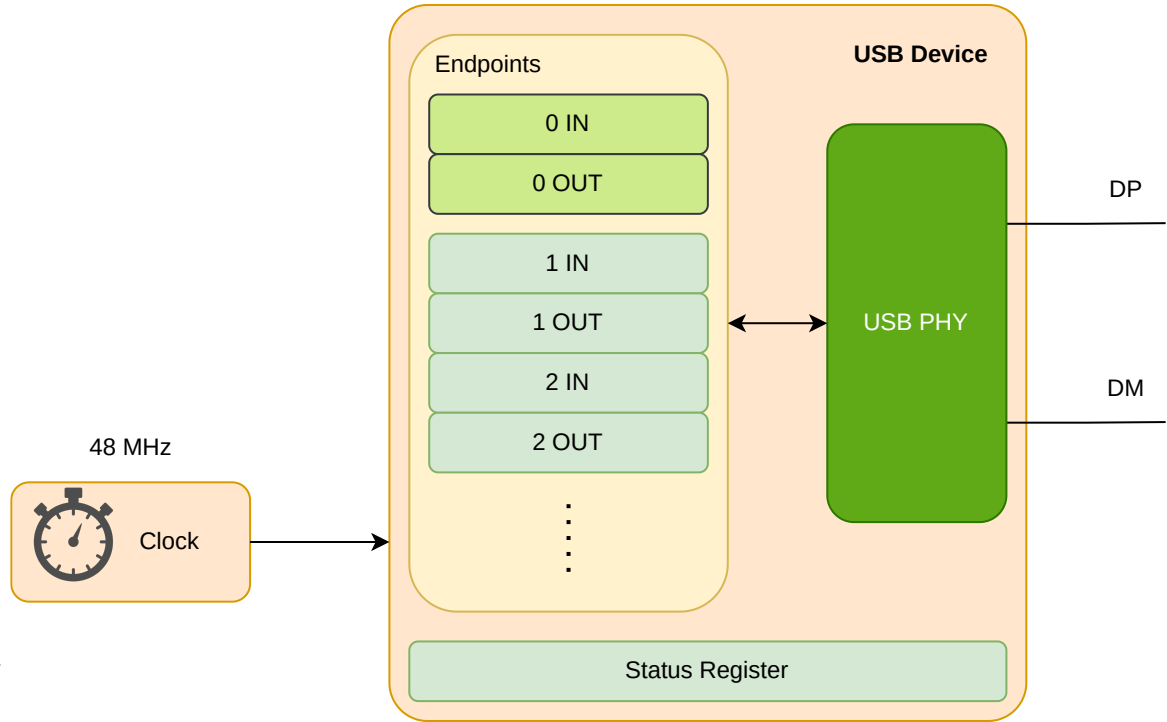 USB Device
Endpoints
0 IN
0 OUT
1 IN
1 OUT
2 IN
2 OUT
USB PHY
DP
DM
48 MHz
Clock
Status Register